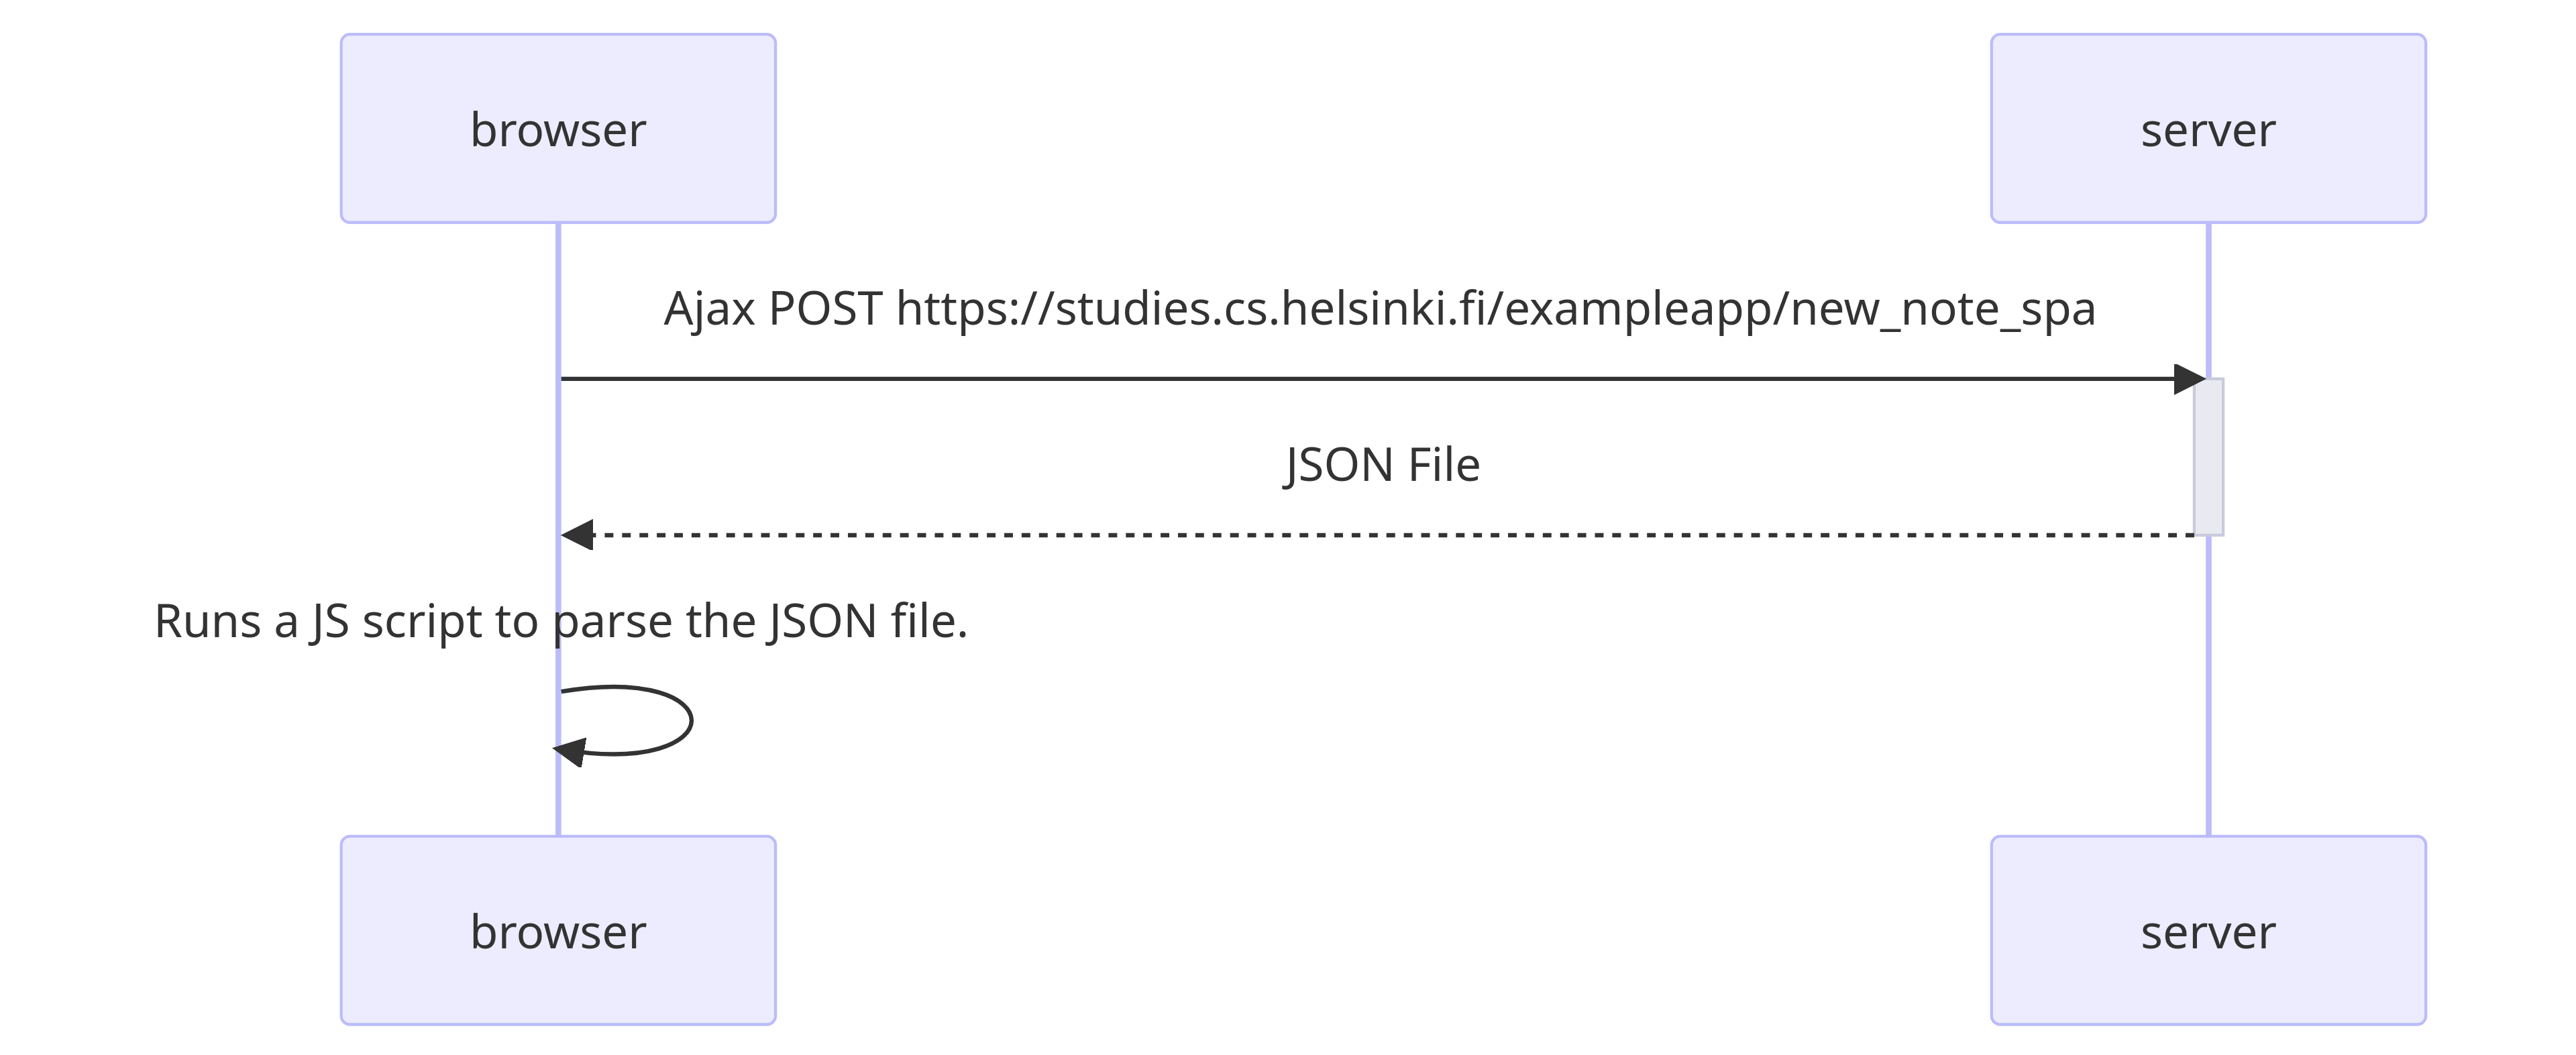 browser
server
Ajax POST https://studies.cs.helsinki.fi/exampleapp/new_note_spa
JSON File
Runs a JS script to parse the JSON file.
browser
server